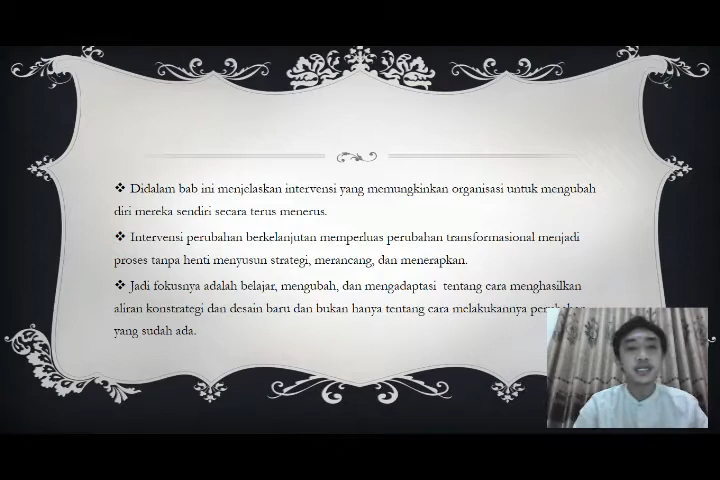 ❖ Didalam bab ini menjelaskan intervensi yang memungkinkan organisasi untuk mengubah
diri mereka sendiri secara terus menerus.
❖ Intervensi perubahan berkelanjutan memperluas perubahan transformasional menjadi
proses tanpa henti menyusun strategi, merancang, dan menerapkan.
❖ Jadi fokusnya adalah belajar, mengubah, dan mengadaptasi tentang cara menghasilkan
aliran konstrategi dan desain baru dan bukan hanya tentang cara melakukannya
yang sudah ada.